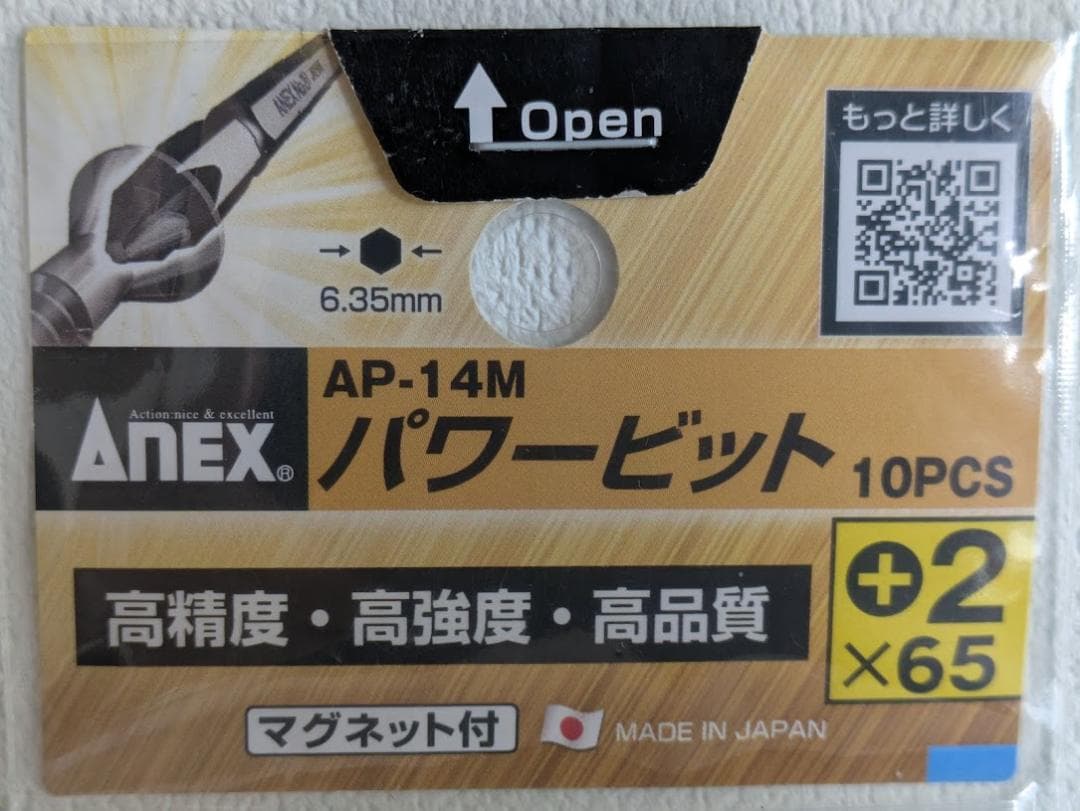 Open
もっと詳しく
6.35mm
AP-14M
Action:nice & excellent
ANEX®
パワービット 10PCS
+2
×65
高精度・高強度・高品質
マグネット付
MADE IN JAPAN